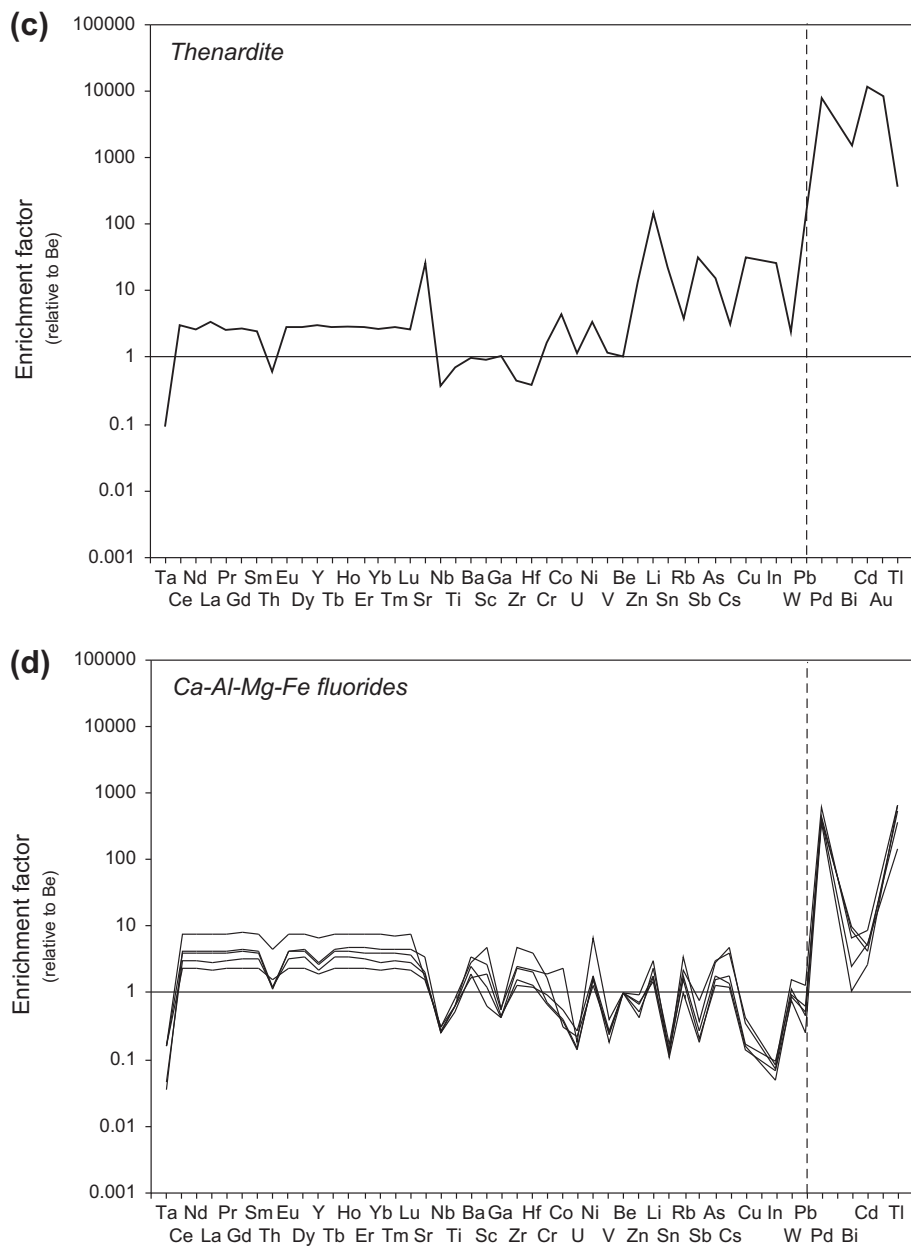 (c)
Thenardite
100000
10000
1000
100
10
1
0.1
0.01
0.001
Enrichment factor
(relative to Be)
Ta Nd Pr Sm Eu Y Ho Yb Lu Nb Ba Ga Hf Co Ni Be Li Rb As Cu In Pb Cd Tl
Ce La Gd Th Dy Tb Er Tm Sr Ti Sc Zr Cr U V Zn Sn Sb Cs W Pd Bi Au
(d)
Ca-Al-Mg-Fe fluorides
100000
10000
1000
100
10
1
0.1
0.01
0.001
Enrichment factor
(relative to Be)
Ta Nd Pr Sm Eu Y Ho Yb Lu Nb Ba Ga Hf Co Ni Be Li Rb As Cu In Pb Cd Tl
Ce La Gd Th Dy Tb Er Tm Sr Ti Sc Zr Cr U V Zn Sn Sb Cs W Pd Bi